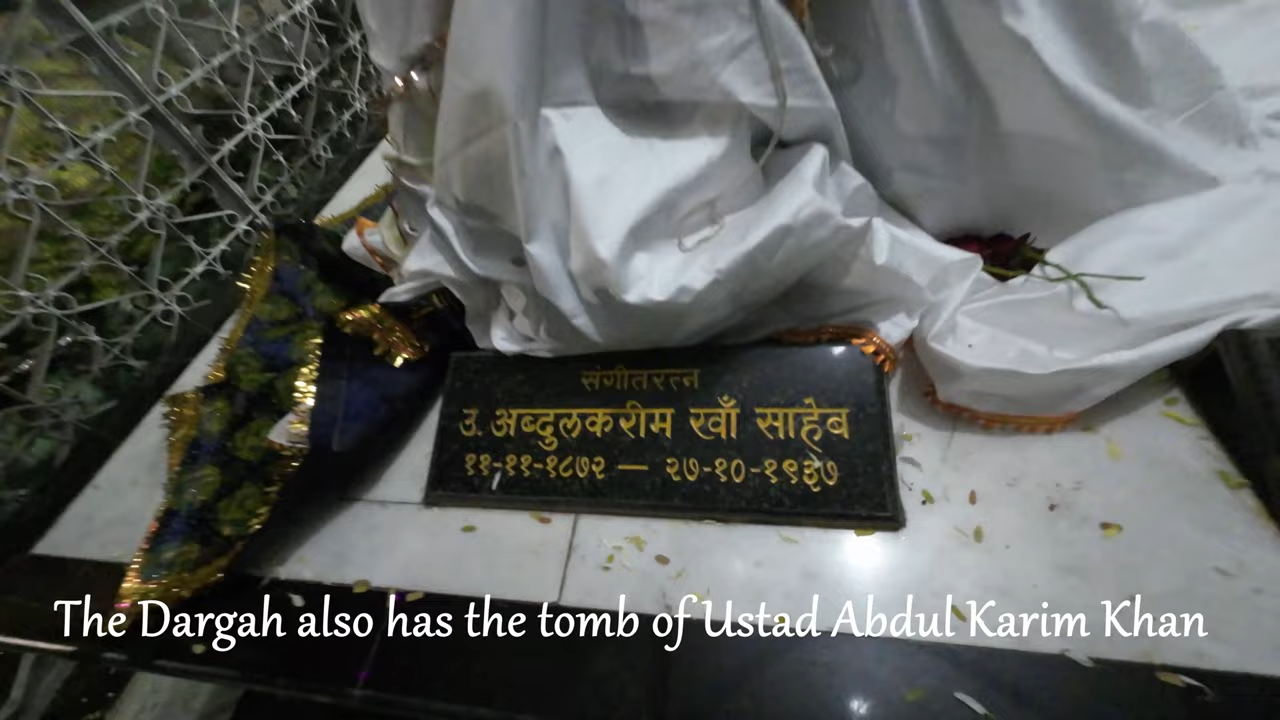 संगीतरत्न
उ. अब्दुलकरीम खाँ साहेब
११-११-१८७२ — २७-१०-१९३७
The Dargah also has the tomb of Ustad Abdul Karim Khan